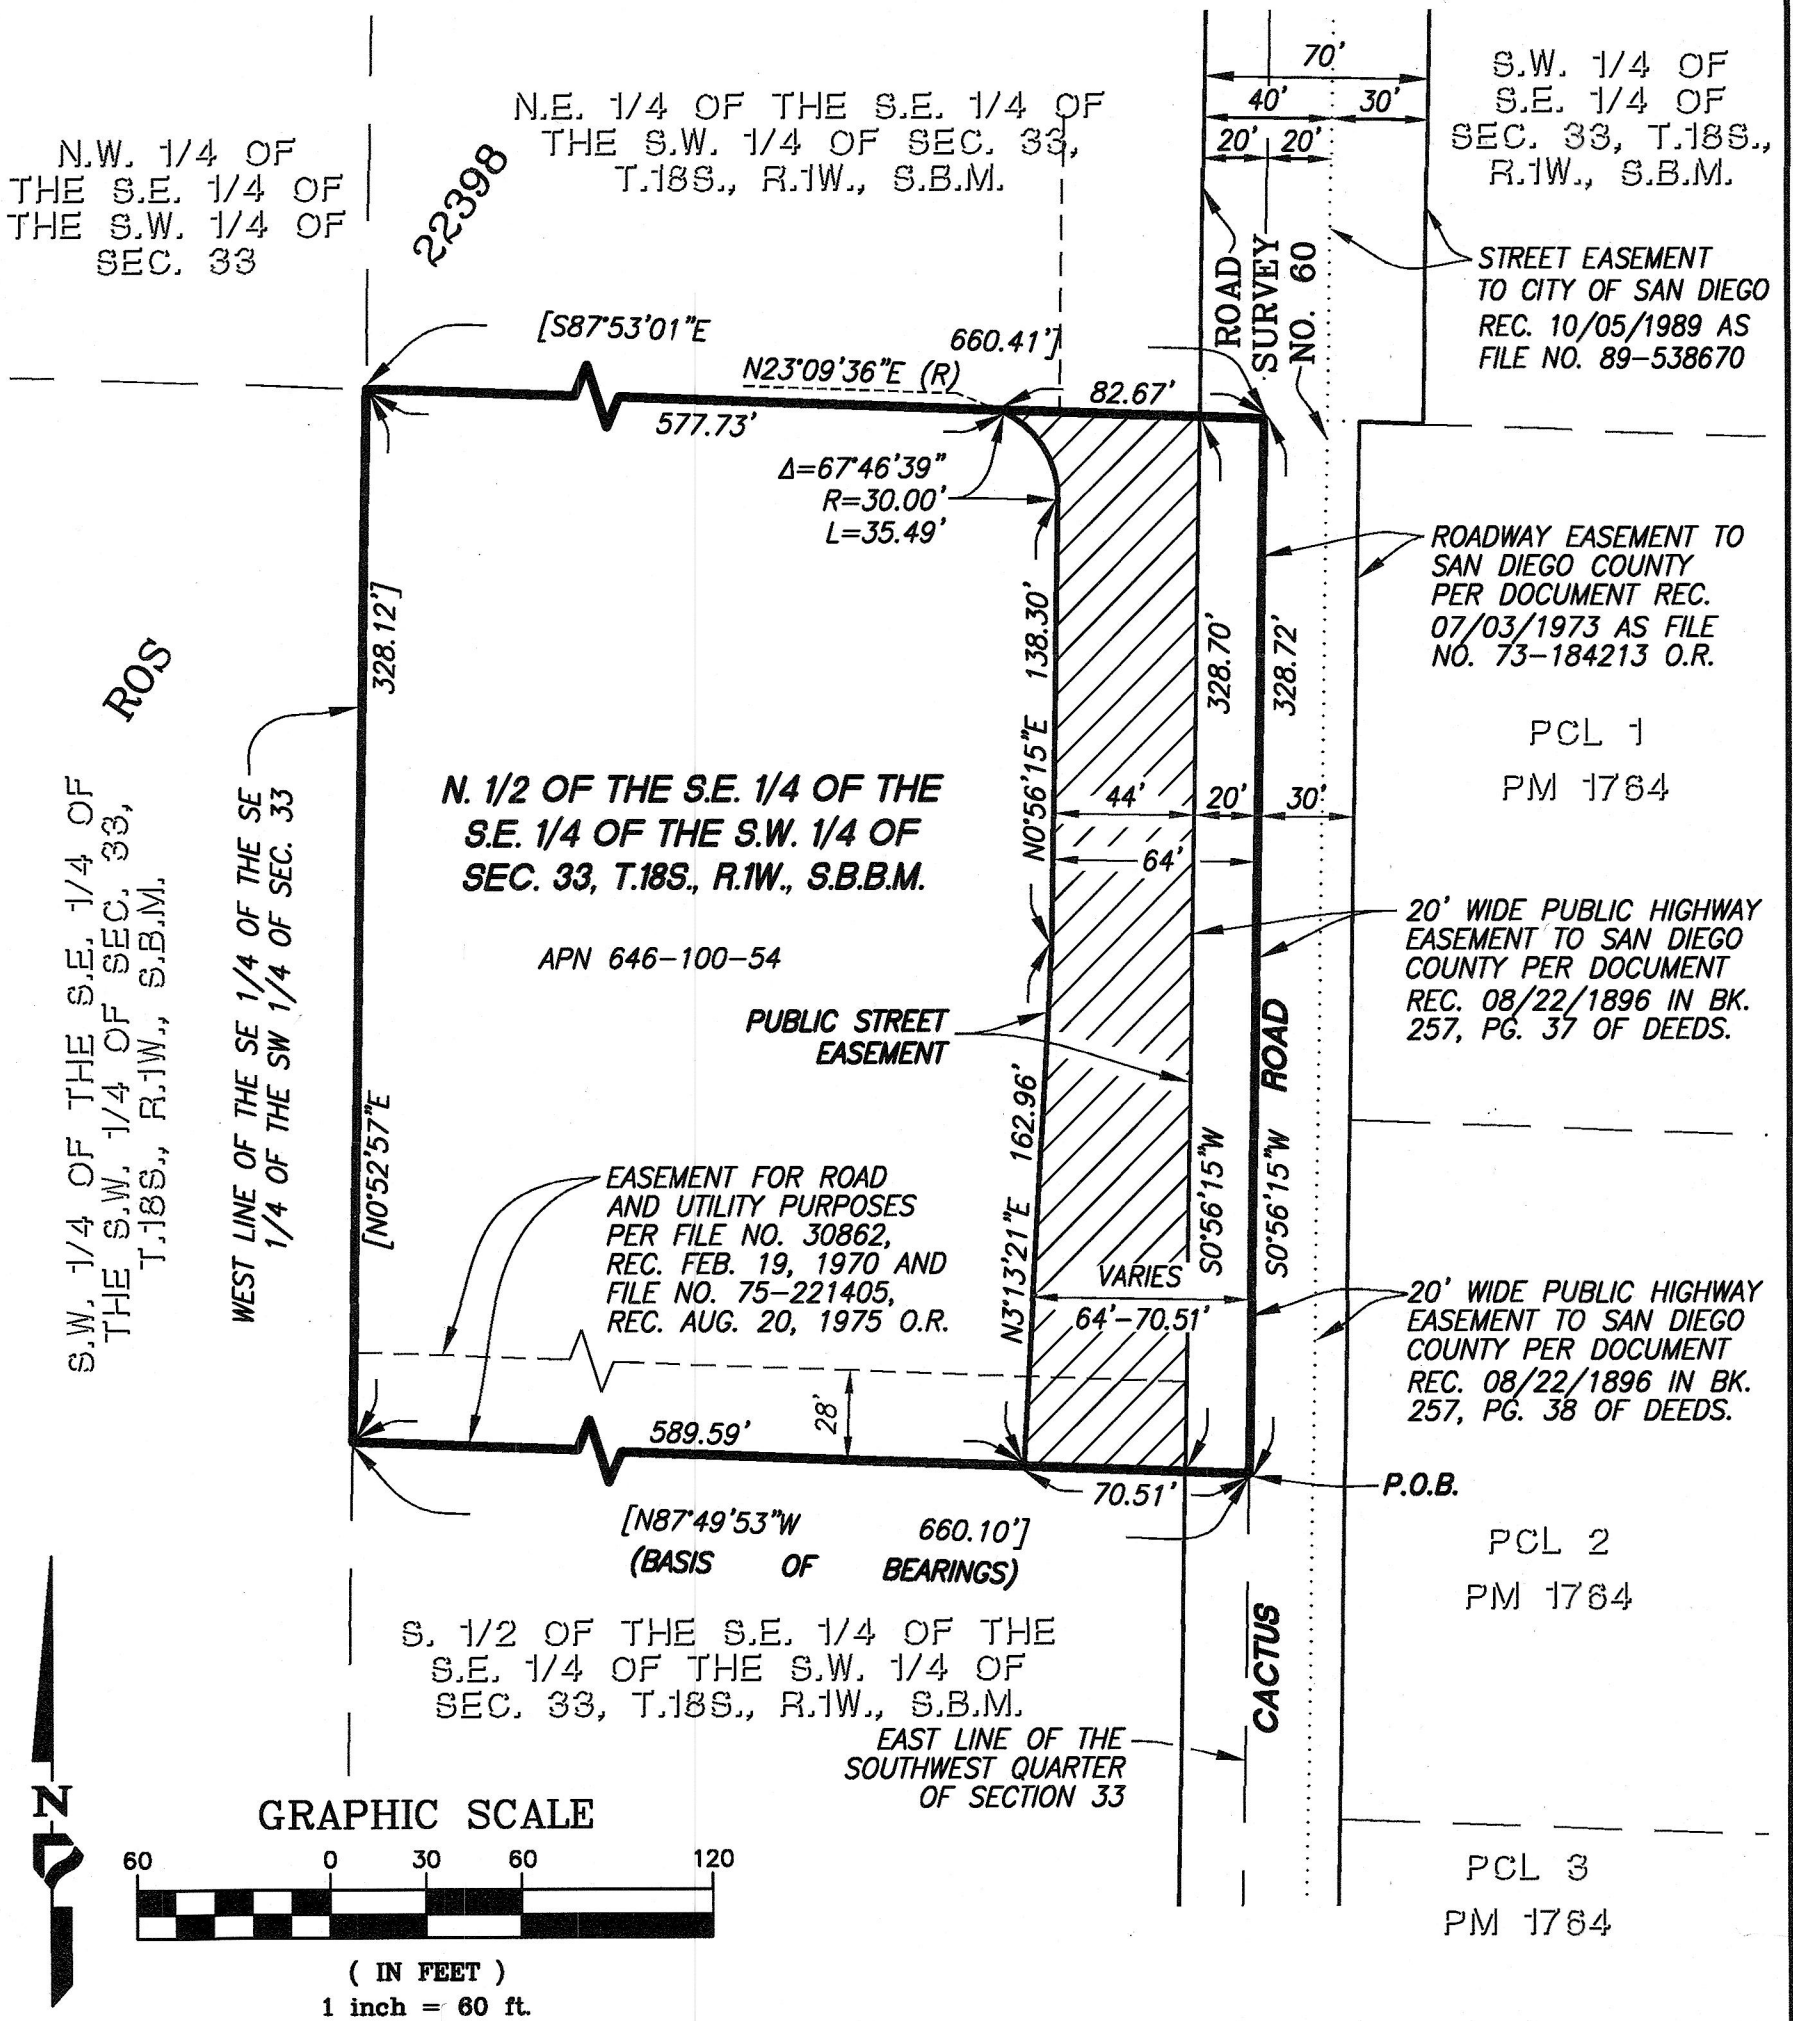 70'
40'
30'
20'
20'
S.W. 1/4 OF
S.E. 1/4 OF
SEC. 33, T.18S.,
R.1W., S.B.M.
N.E. 1/4 OF THE S.E. 1/4 OF
THE S.W. 1/4 OF SEC. 33,
T.18S., R.1W., S.B.M.
N.W. 1/4 OF
THE S.E. 1/4 OF
THE S.W. 1/4 OF
SEC. 33
22398
ROAD
SURVEY
NO. 60
STREET EASEMENT
TO CITY OF SAN DIEGO
REC. 10/05/1989 AS
FILE NO. 89-538670
[S87°53'01"E
660.41']
N23°09'36"E (R)
82.67'
577.73'
Δ=67°46'39"
R=30.00'
L=35.49'
ROADWAY EASEMENT TO
SAN DIEGO COUNTY
PER DOCUMENT REC.
07/03/1973 AS FILE
NO. 73-184213 O.R.
328.12']
138.30'
328.70'
328.72'
ROS
PCL 1
PM 1764
N0°56'15"E
N. 1/2 OF THE S.E. 1/4 OF THE
S.E. 1/4 OF THE S.W. 1/4 OF
SEC. 33, T.18S., R.1W., S.B.B.M.
44'
20'
30'
64'
WEST LINE OF THE SE 1/4 OF THE SE
1/4 OF THE SW 1/4 OF SEC. 33
S.W. 1/4 OF THE S.E. 1/4 OF
THE S.W. 1/4 OF SEC. 33,
T.18S., R.1W., S.B.M.
APN 646-100-54
20' WIDE PUBLIC HIGHWAY
EASEMENT TO SAN DIEGO
COUNTY PER DOCUMENT
REC. 08/22/1896 IN BK.
257, PG. 37 OF DEEDS.
PUBLIC STREET
EASEMENT
ROAD
162.96'
[N0°52'57"E
S0°56'15"W
S0°56'15"W
EASEMENT FOR ROAD
AND UTILITY PURPOSES
PER FILE NO. 30862,
REC. FEB. 19, 1970 AND
FILE NO. 75-221405,
REC. AUG. 20, 1975 O.R.
N3°13'21"E
VARIES
64'-70.51'
20' WIDE PUBLIC HIGHWAY
EASEMENT TO SAN DIEGO
COUNTY PER DOCUMENT
REC. 08/22/1896 IN BK.
257, PG. 38 OF DEEDS.
28'
589.59'
70.51'
P.O.B.
[N87°49'53"W
660.10']
(BASIS OF BEARINGS)
PCL 2
PM 1764
S. 1/2 OF THE S.E. 1/4 OF THE
S.E. 1/4 OF THE S.W. 1/4 OF
SEC. 33, T.18S., R.1W., S.B.M.
CACTUS
EAST LINE OF THE
SOUTHWEST QUARTER
OF SECTION 33
N
GRAPHIC SCALE
60 0 30 60 120
( IN FEET )
1 inch = 60 ft.
PCL 3
PM 1764